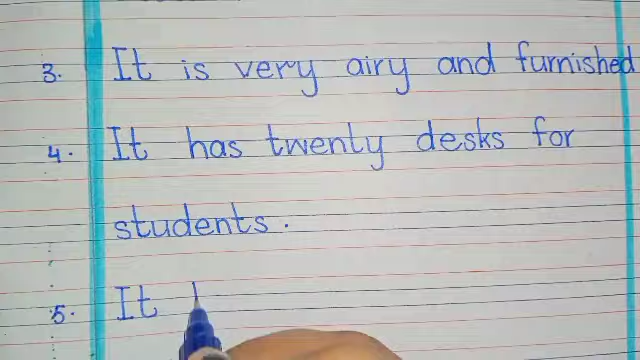 3. It is very airy and furnished
4. It has twenty desks for
students.
5. It